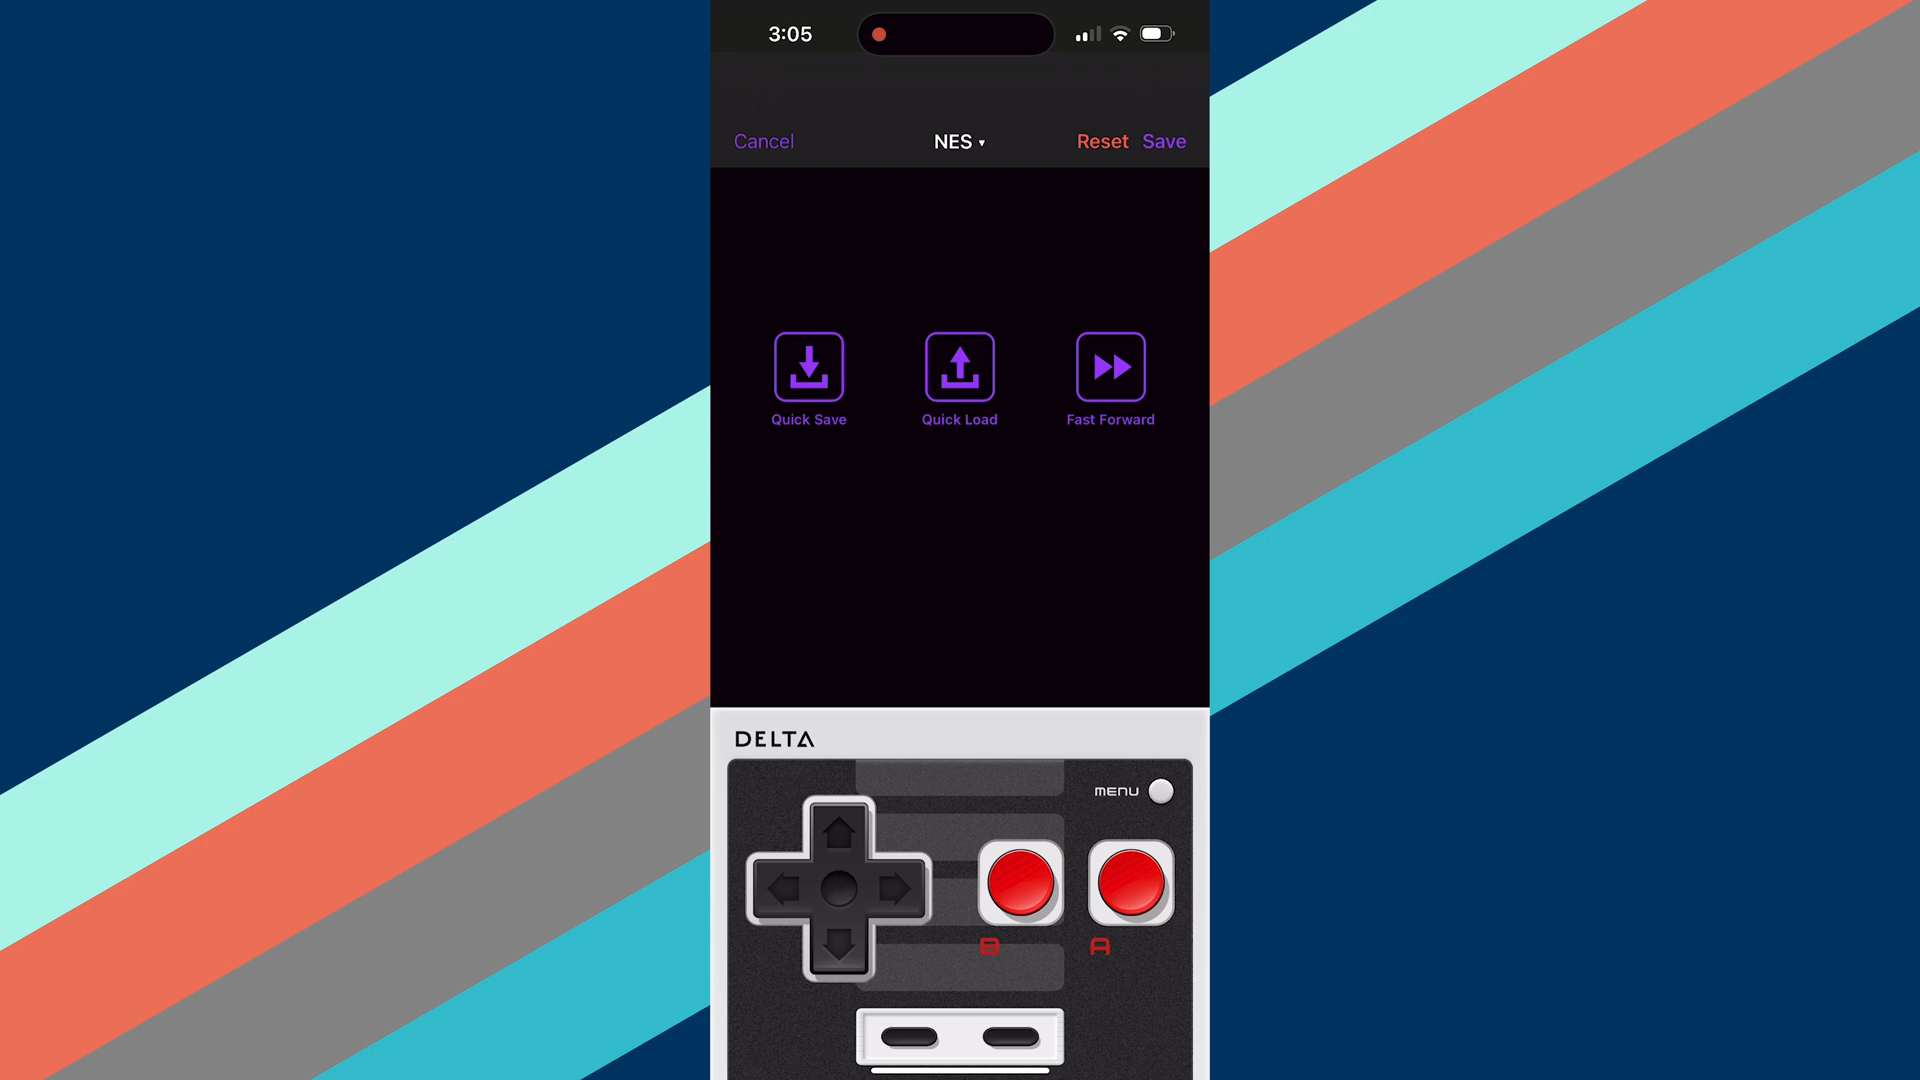 3:05
Cancel NES ▾ Reset Save
Quick Save Quick Load Fast Forward
DELTA
MENU
B A